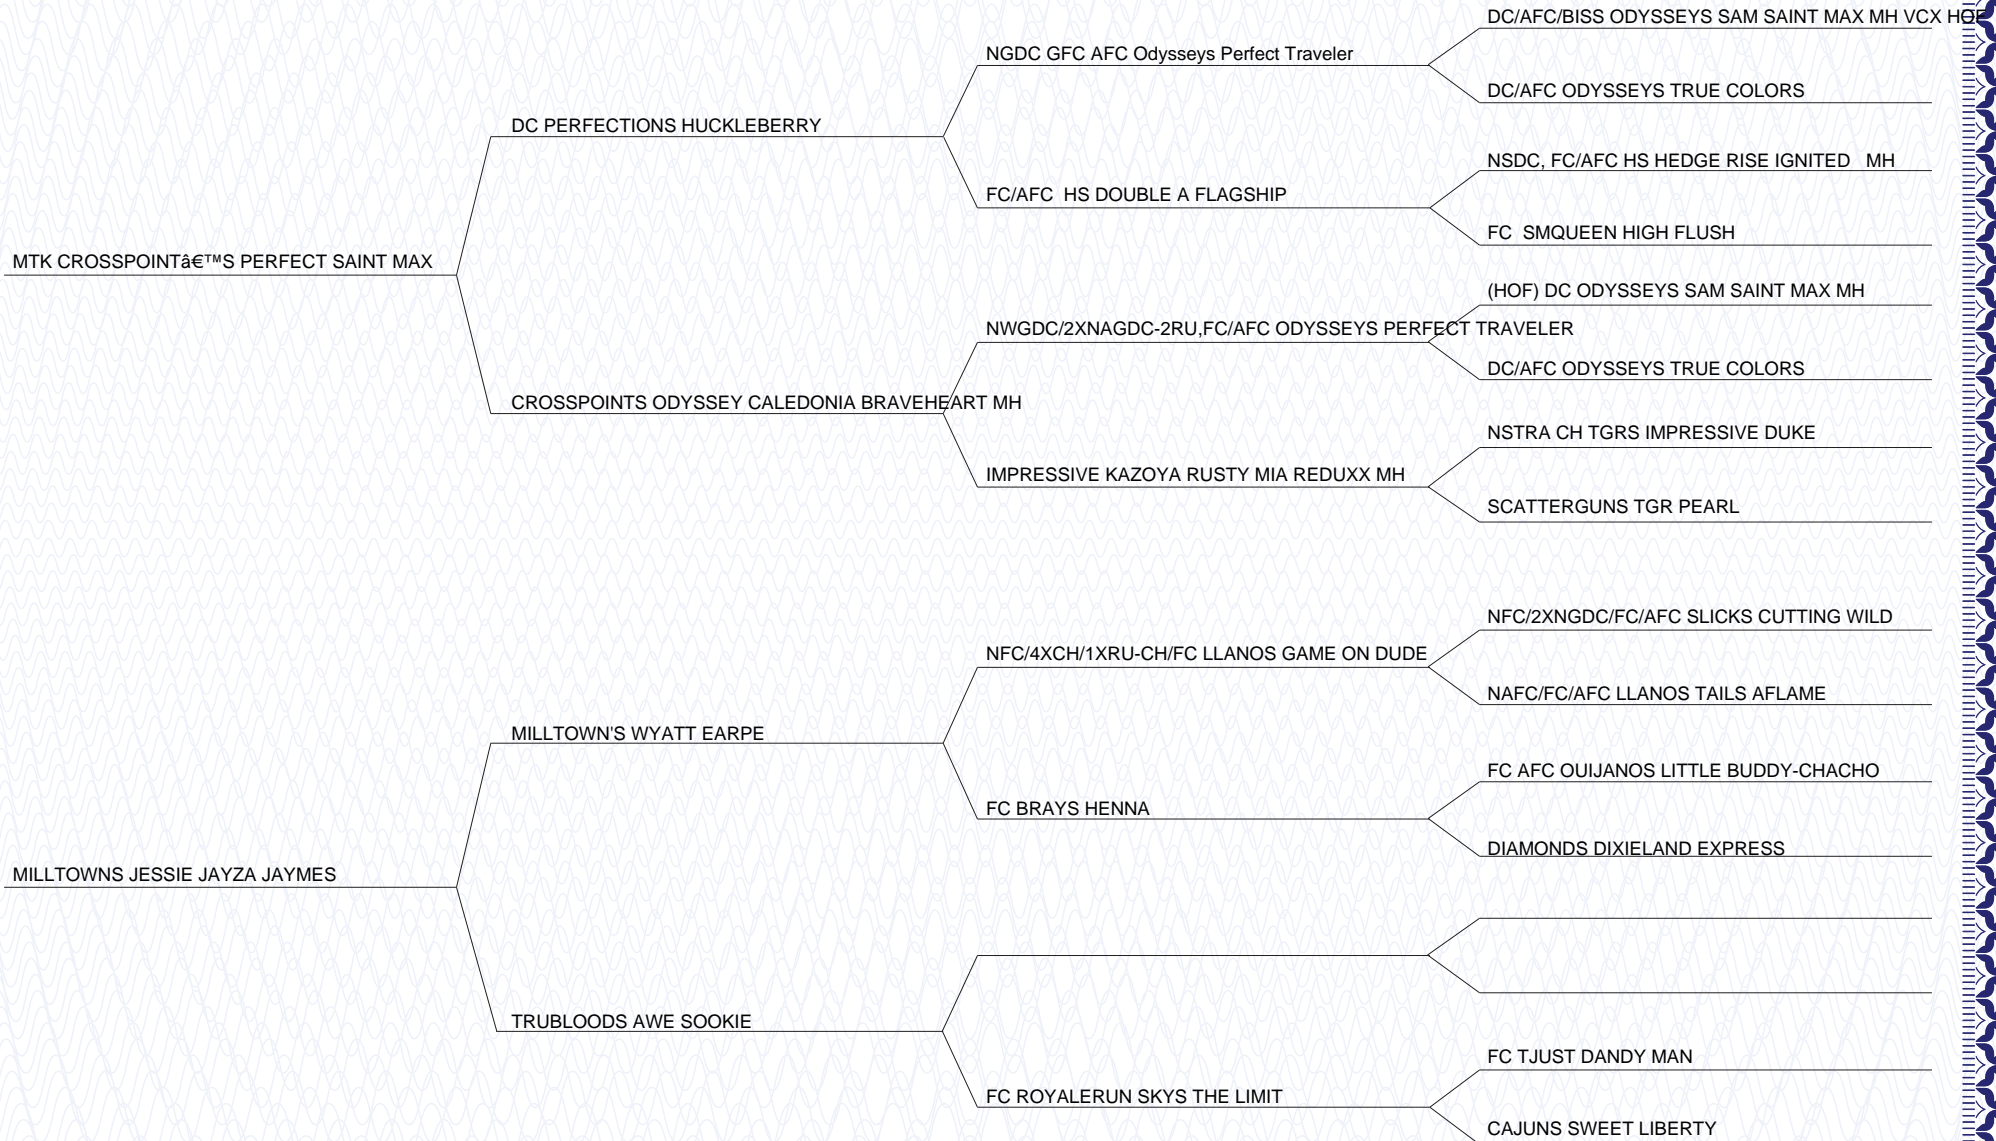 DC/AFC/BISS ODYSSEYS SAM SAINT MAX MH VCX HOF
NGDC GFC AFC Odysseys Perfect Traveler
DC/AFC ODYSSEYS TRUE COLORS
DC PERFECTIONS HUCKLEBERRY
NSDC, FC/AFC HS HEDGE RISE IGNITED   MH
FC/AFC  HS DOUBLE A FLAGSHIP
FC  SMQUEEN HIGH FLUSH
MTK CROSSPOINTâ€™S PERFECT SAINT MAX
(HOF) DC ODYSSEYS SAM SAINT MAX MH
NWGDC/2XNAGDC-2RU,FC/AFC ODYSSEYS PERFECT TRAVELER
DC/AFC ODYSSEYS TRUE COLORS
CROSSPOINTS ODYSSEY CALEDONIA BRAVEHEART MH
NSTRA CH TGRS IMPRESSIVE DUKE
IMPRESSIVE KAZOYA RUSTY MIA REDUXX MH
SCATTERGUNS TGR PEARL
NFC/2XNGDC/FC/AFC SLICKS CUTTING WILD
NFC/4XCH/1XRU-CH/FC LLANOS GAME ON DUDE
NAFC/FC/AFC LLANOS TAILS AFLAME
MILLTOWN'S WYATT EARPE
FC AFC OUIJANOS LITTLE BUDDY-CHACHO
FC BRAYS HENNA
DIAMONDS DIXIELAND EXPRESS
MILLTOWNS JESSIE JAYZA JAYMES
TRUBLOODS AWE SOOKIE
FC TJUST DANDY MAN
FC ROYALERUN SKYS THE LIMIT
CAJUNS SWEET LIBERTY